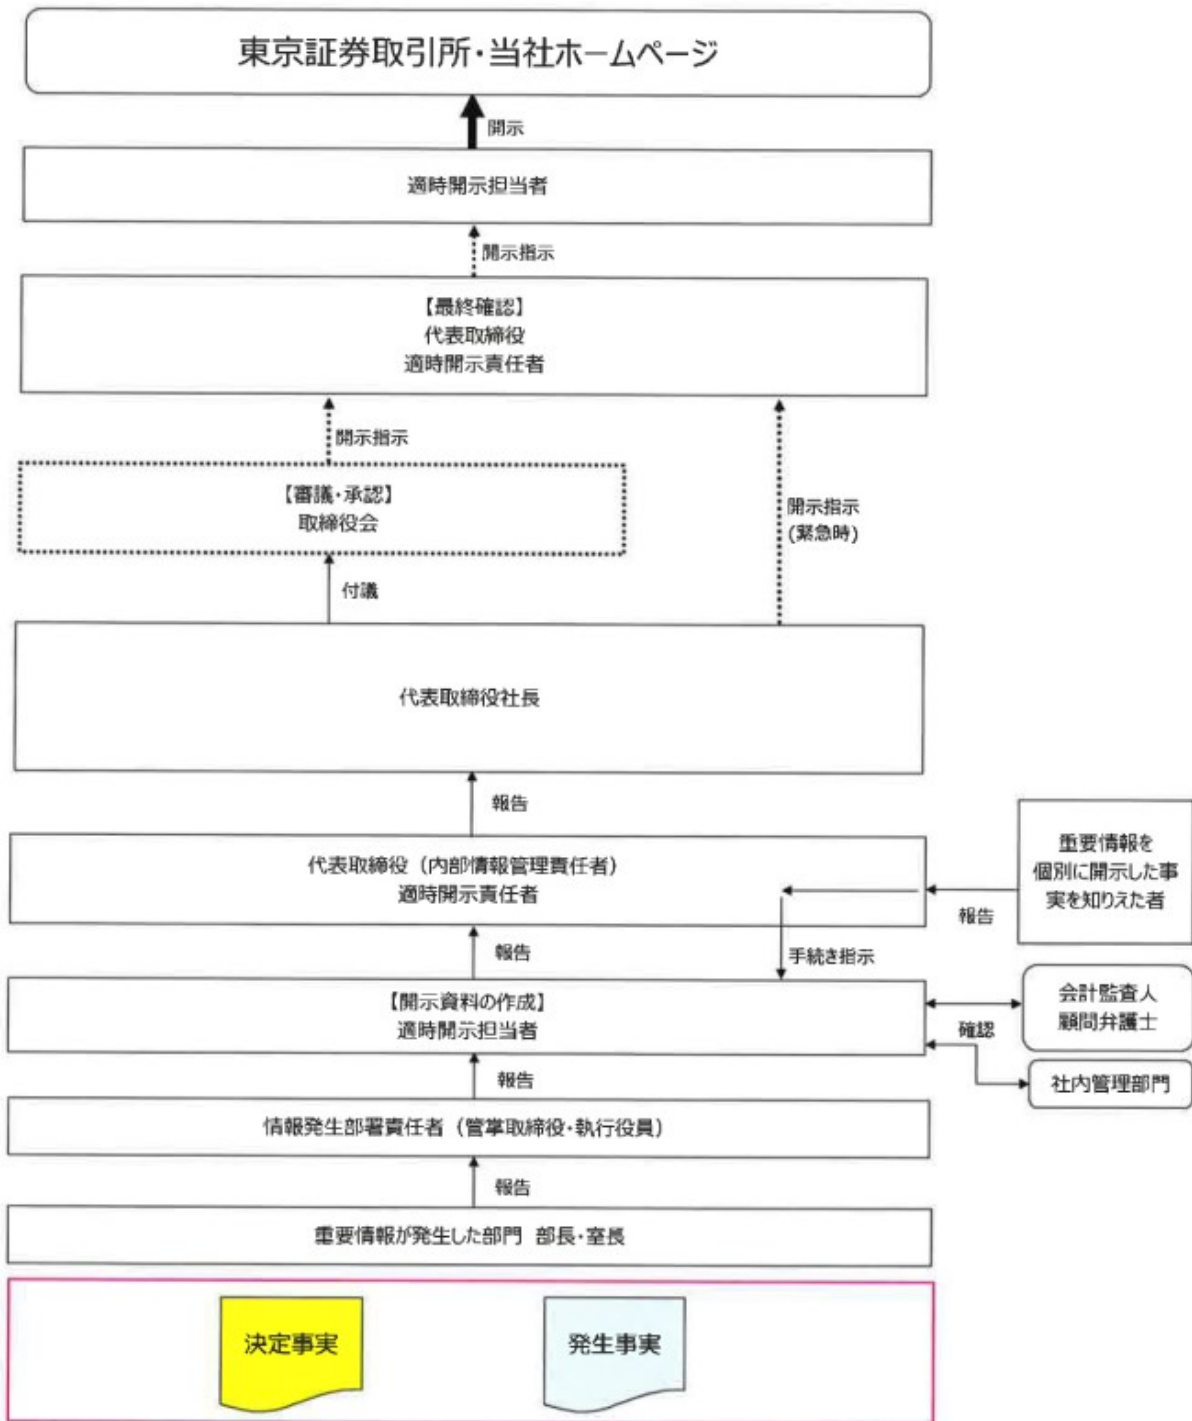 東京証券取引所・当社ホームページ
開示
適時開示担当者
開示指示
【最終確認】
代表取締役
適時開示責任者
開示指示
【審議・承認】
取締役会
開示指示
(緊急時)
付議
代表取締役社長
報告
代表取締役（内部情報管理責任者）
適時開示責任者
重要情報を
個別に開示した事
実を知りえた者
報告
報告
手続き指示
【開示資料の作成】
適時開示担当者
会計監査人
顧問弁護士
確認
社内管理部門
報告
情報発生部署責任者（管掌取締役・執行役員）
報告
重要情報が発生した部門 部長・室長
決定事実
発生事実